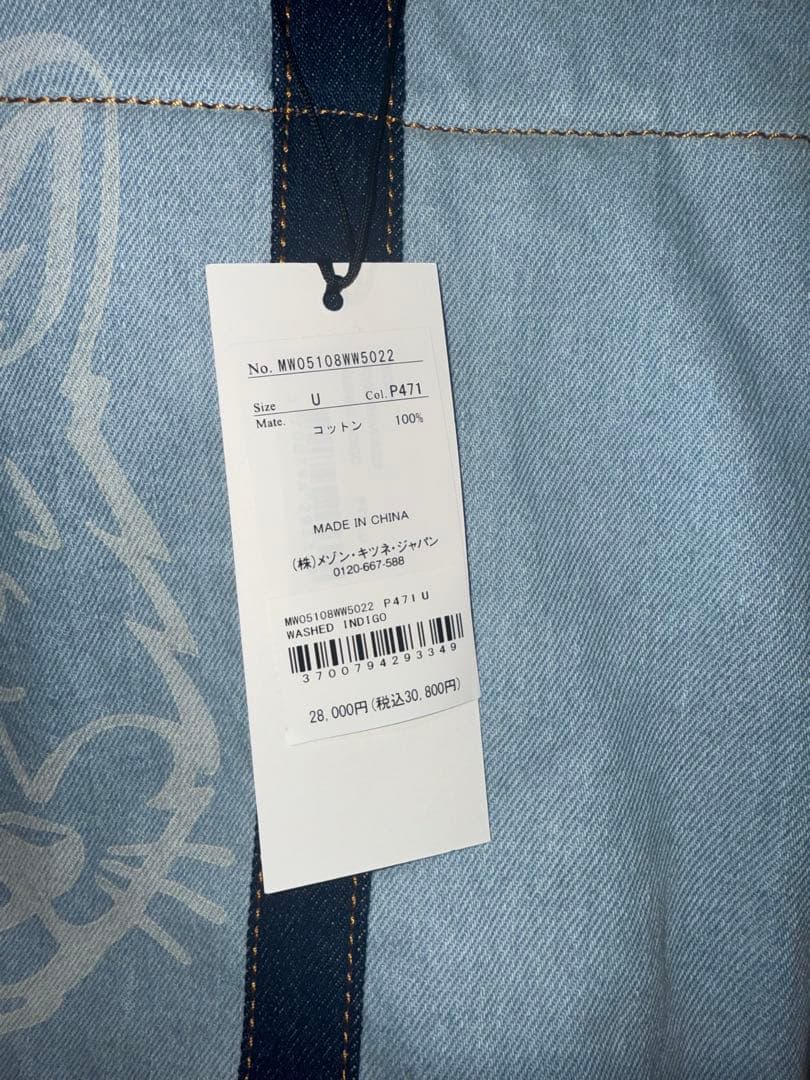 No. MW05108WW5022
Size U Col. P471
Mate. コットン 100%
MADE IN CHINA
(株)メゾン・キツネ・ジャパン
0120-667-588
MW05108WW5022 P471 U
WASHED INDIGO
3700794293349
28,000円(税込30,800円)